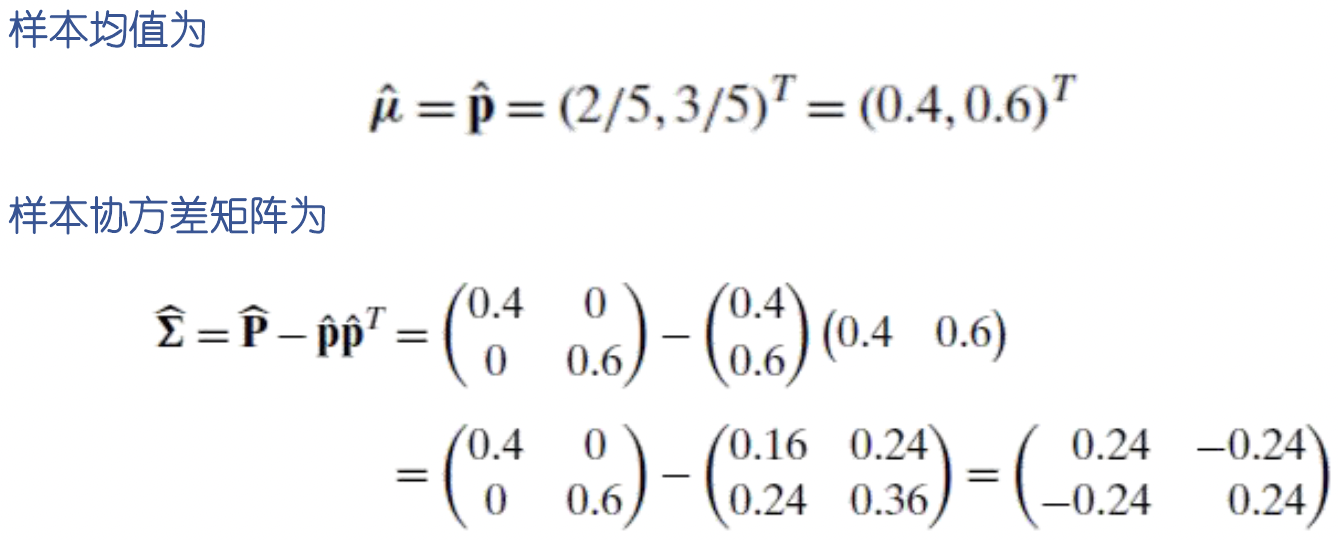 样本均值为
μ̂ = p̂ = (2/5, 3/5)^T = (0.4, 0.6)^T
样本协方差矩阵为
Σ̂ = P̂ − p̂p̂^T = (0.4 0 0 0.6) − (0.4 0.6) (0.4 0.6)
= (0.4 0 0 0.6) − (0.16 0.24 0.24 0.36) = (0.24 −0.24 −0.24 0.24)